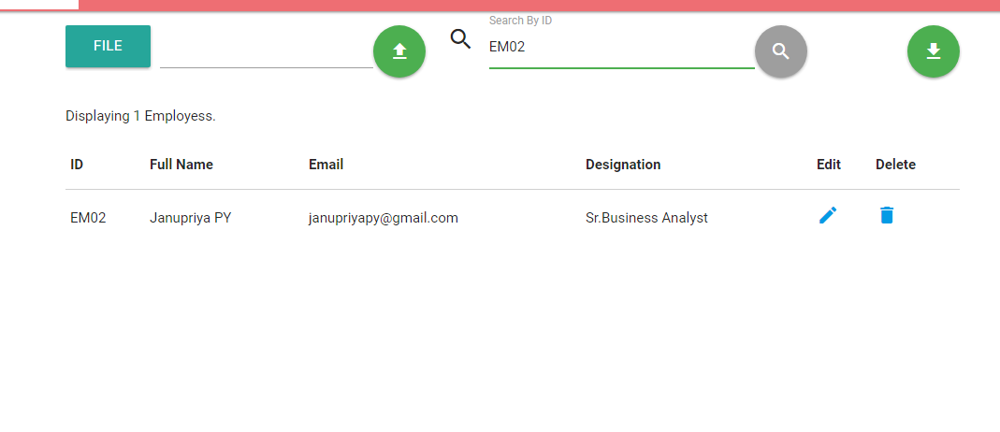 Search By ID
FILE
EM02
Displaying 1 Employess.
ID Full Name Email Designation Edit Delete
EM02 Janupriya PY janupriyapy@gmail.com Sr.Business Analyst